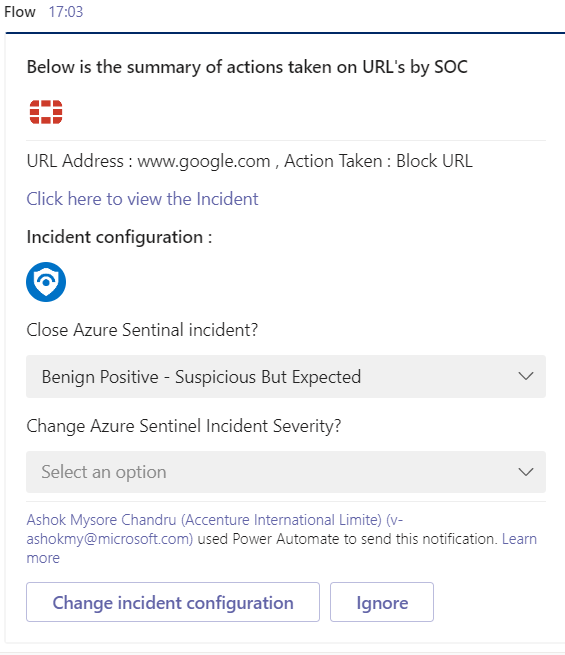 Flow 17:03
Below is the summary of actions taken on URL's by SOC
URL Address : www.google.com , Action Taken : Block URL
Click here to view the Incident
Incident configuration :
Close Azure Sentinal incident?
Benign Positive - Suspicious But Expected
Change Azure Sentinel Incident Severity?
Select an option
Ashok Mysore Chandru (Accenture International Limite) (v-
ashokmy@microsoft.com) used Power Automate to send this notification. Learn
more
Change incident configuration Ignore